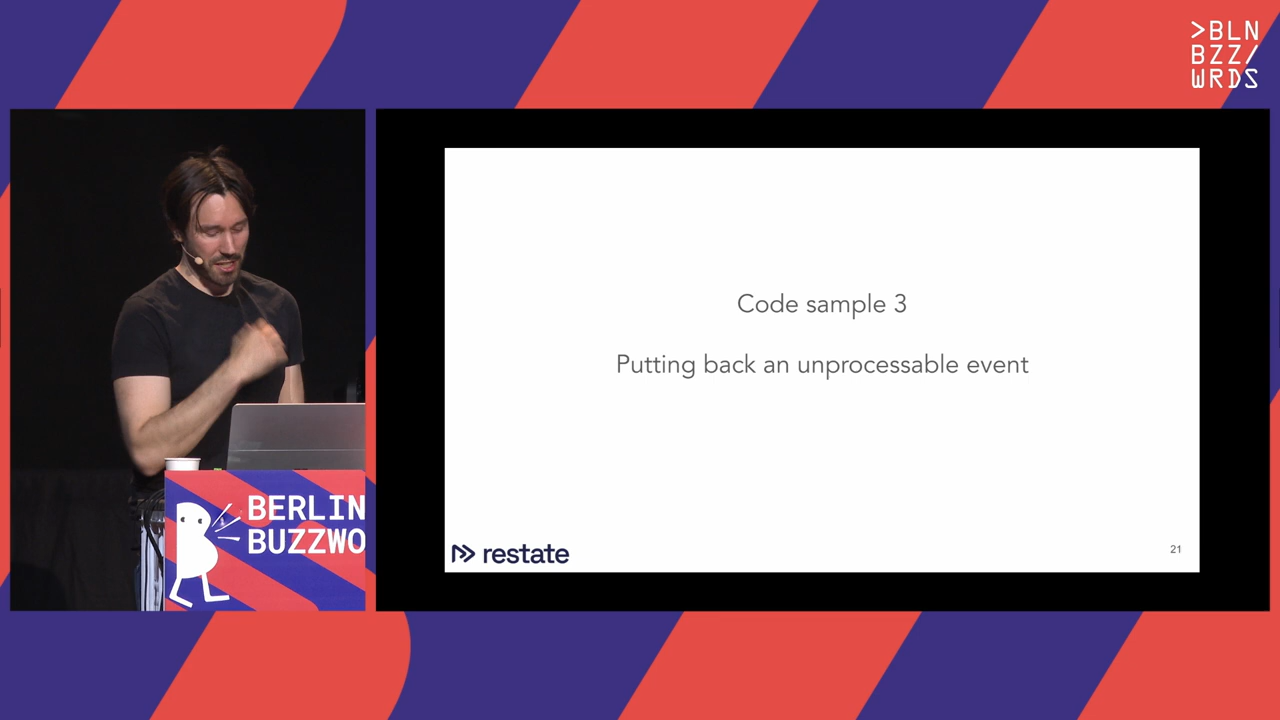 >BLN
BZZ/
WRDS
Code sample 3
Putting back an unprocessable event
restate
21
BERLIN
BUZZWO